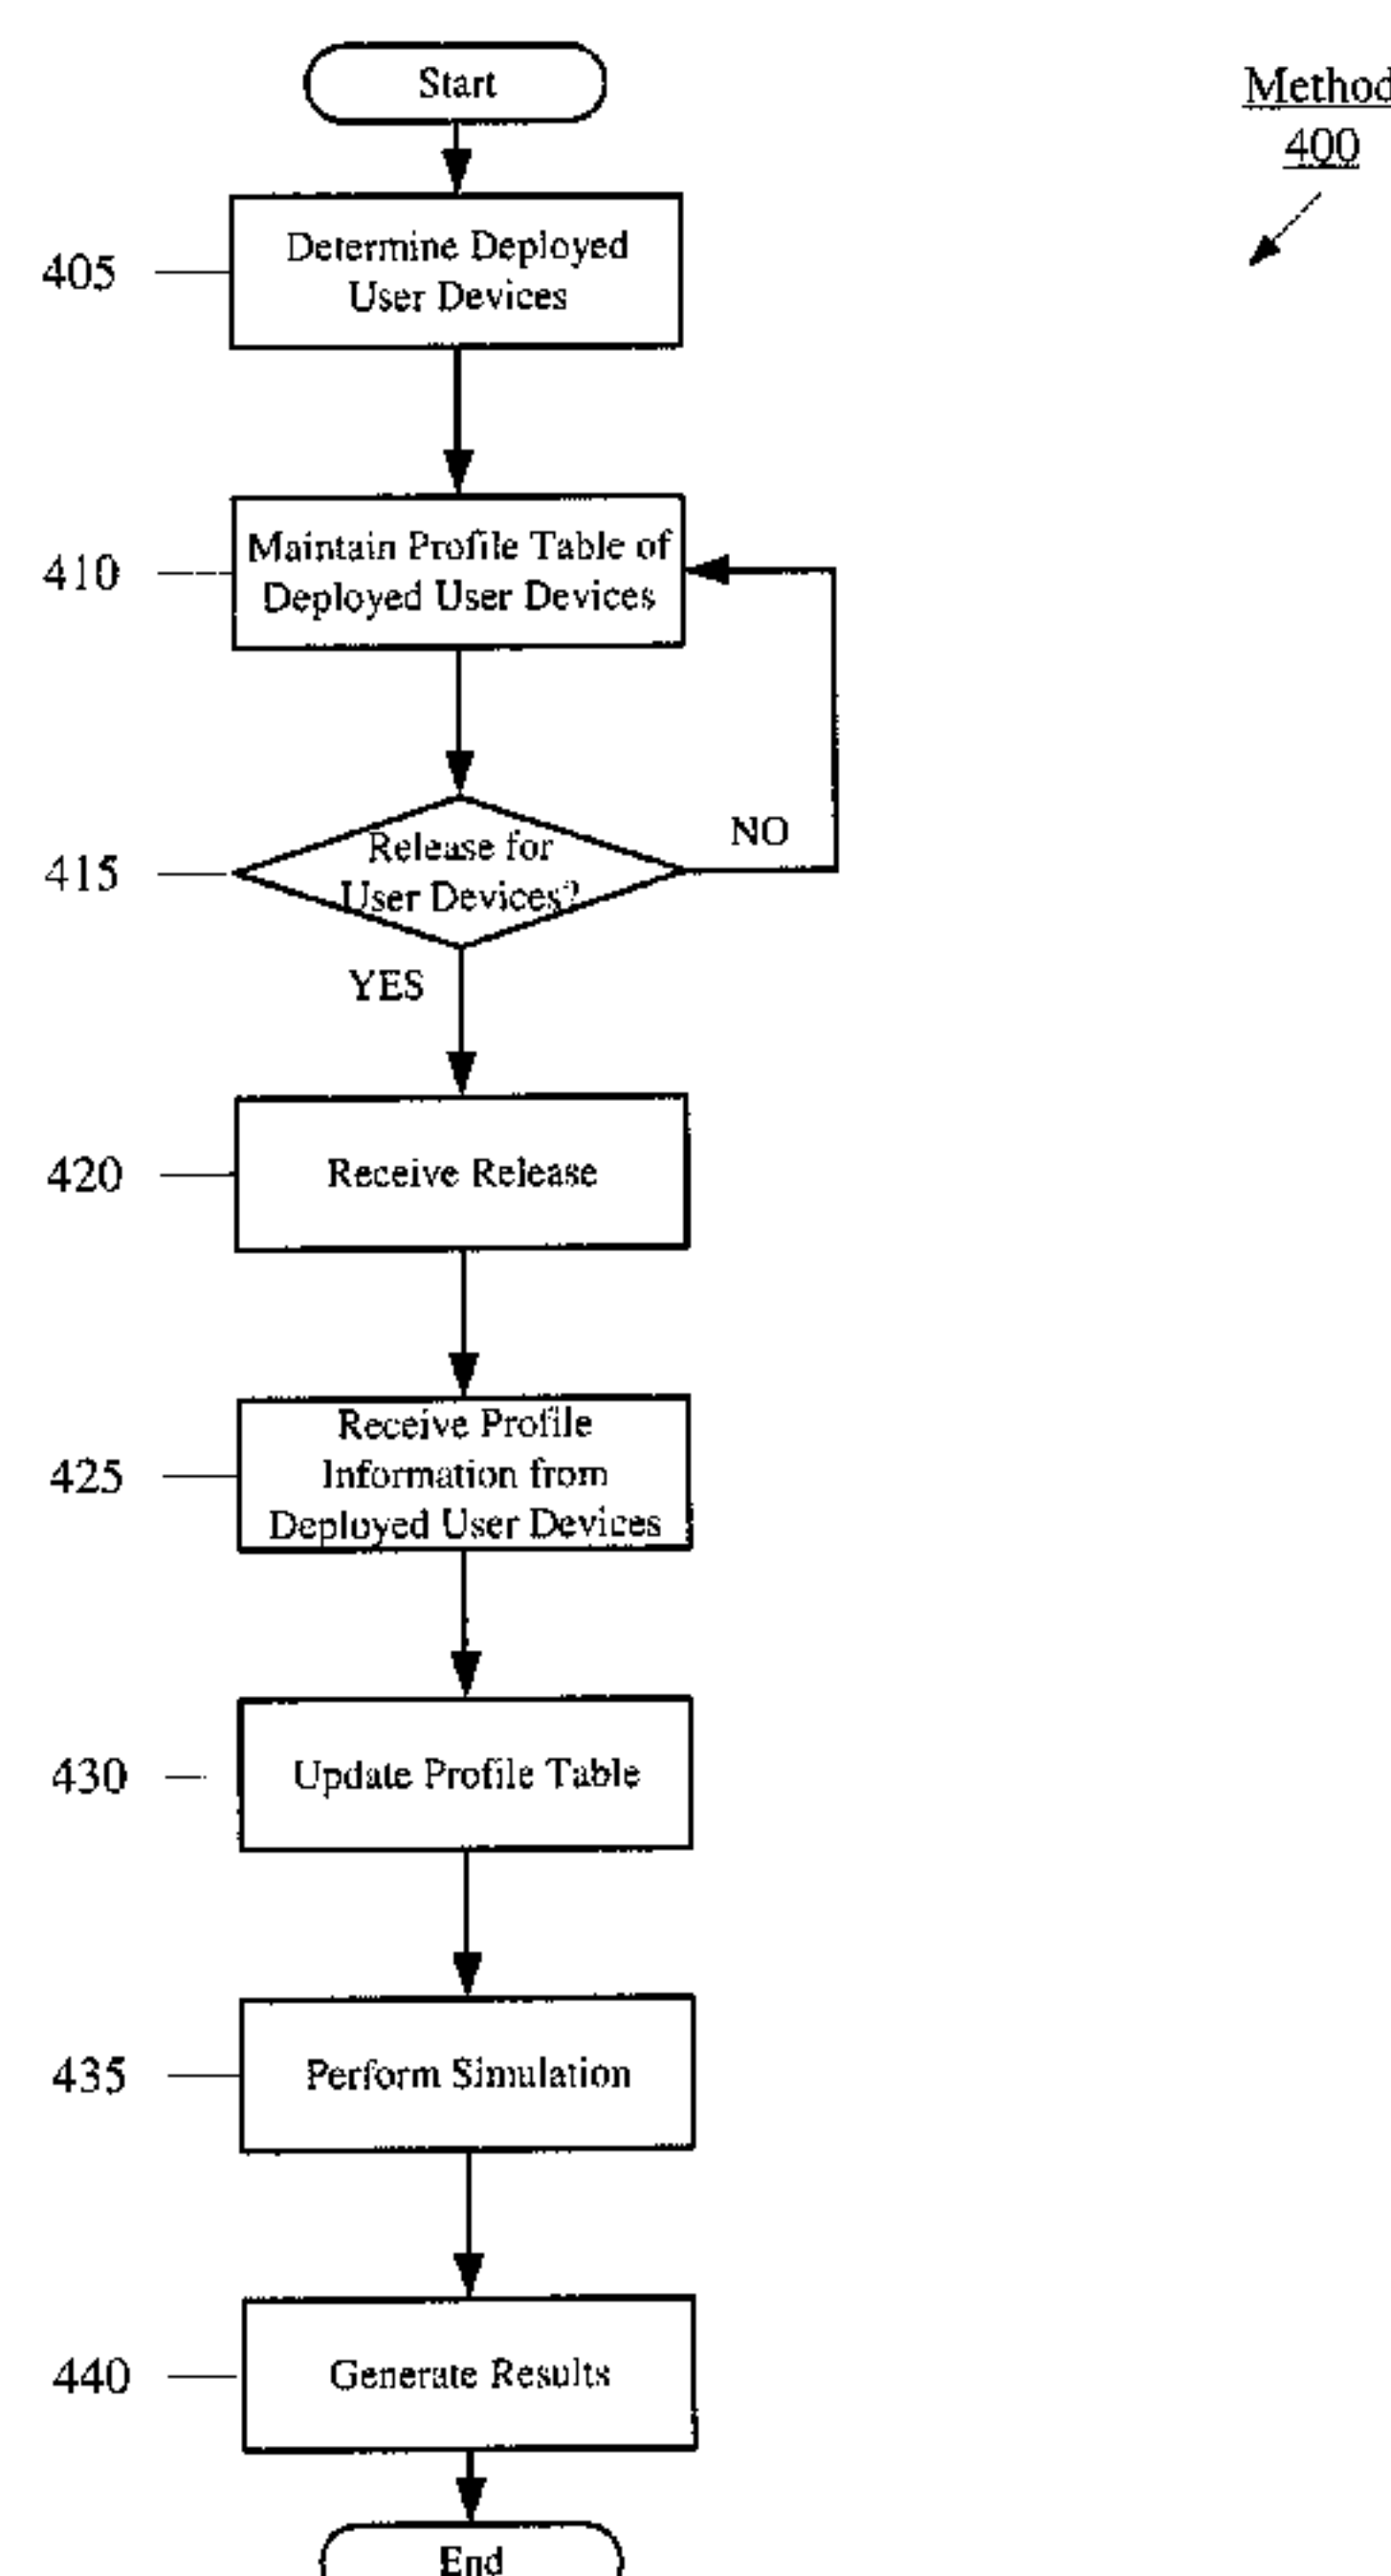 Start
Method
400
405
Determine Deployed
User Devices
410
Maintain Profile Table of
Deployed User Devices
415
Release for
User Devices?
NO
YES
420
Receive Release
425
Receive Profile
Information from
Deployed User Devices
430
Update Profile Table
435
Perform Simulation
440
Generate Results
End